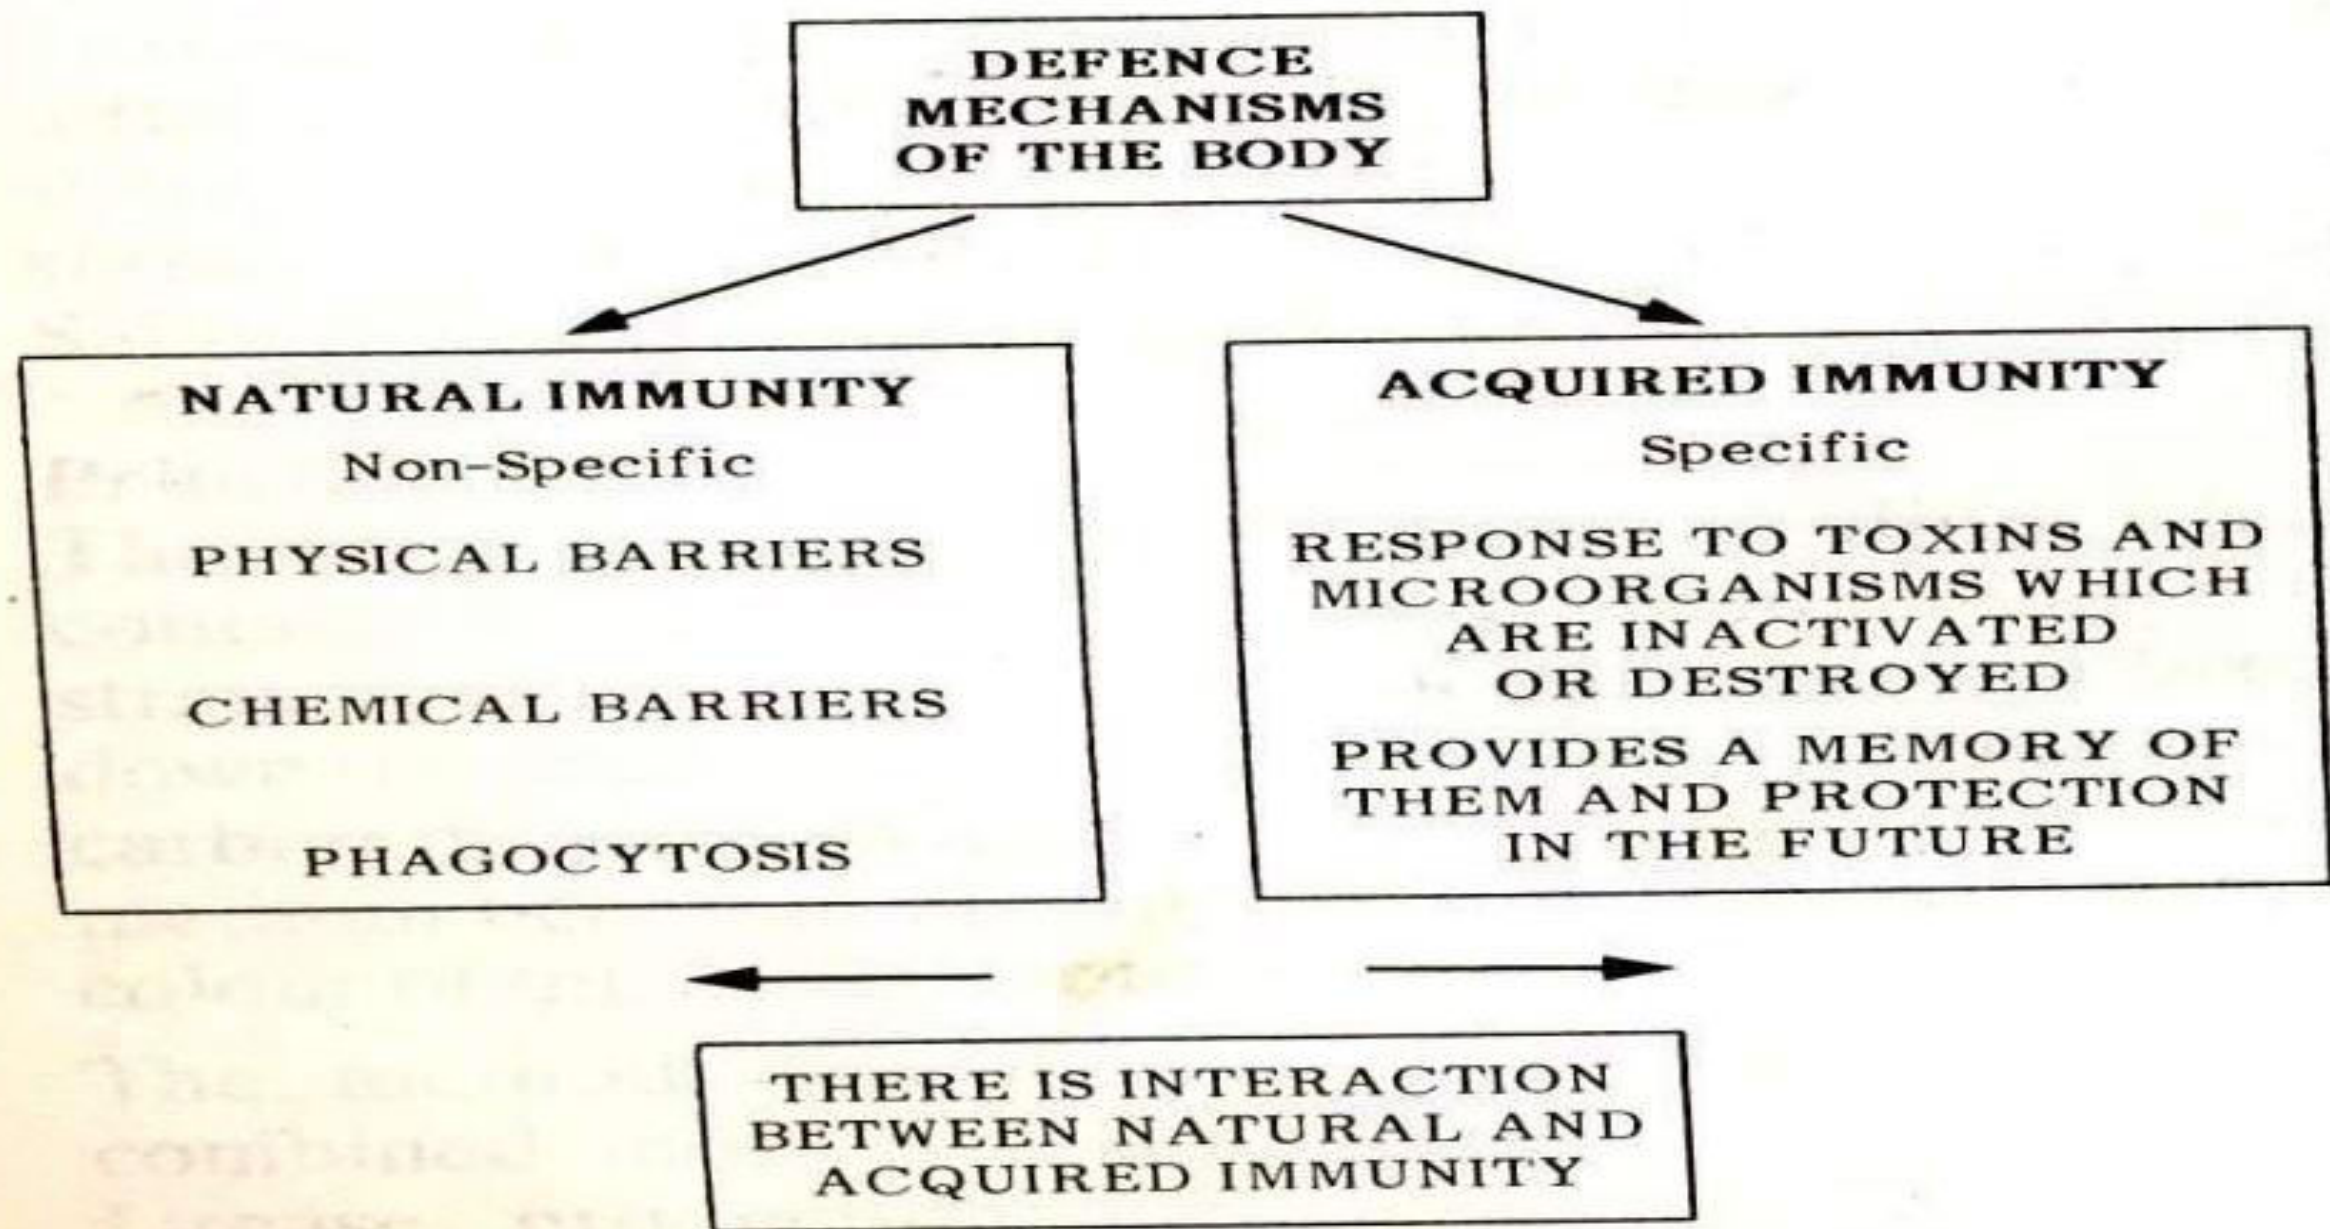 DEFENCE
MECHANISMS
OF THE BODY
NATURAL IMMUNITY
Non-Specific
PHYSICAL BARRIERS
CHEMICAL BARRIERS
PHAGOCYTOSIS
ACQUIRED IMMUNITY
Specific
RESPONSE TO TOXINS AND
MICROORGANISMS WHICH
ARE INACTIVATED
OR DESTROYED
PROVIDES A MEMORY OF
THEM AND PROTECTION
IN THE FUTURE
THERE IS INTERACTION
BETWEEN NATURAL AND
ACQUIRED IMMUNITY